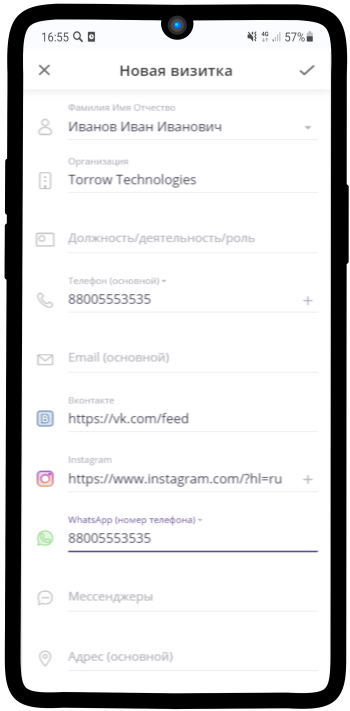 16:55 4G 57%
Новая визитка
Фамилия Имя Отчество
Иванов Иван Иванович
Организация
Torrow Technologies
Должность/деятельность/роль
Телефон (основной)
88005553535
Email (основной)
Вконтакте
https://vk.com/feed
Instagram
https://www.instagram.com/?hl=ru
WhatsApp (номер телефона)
88005553535
Мессенджеры
Адрес (основной)